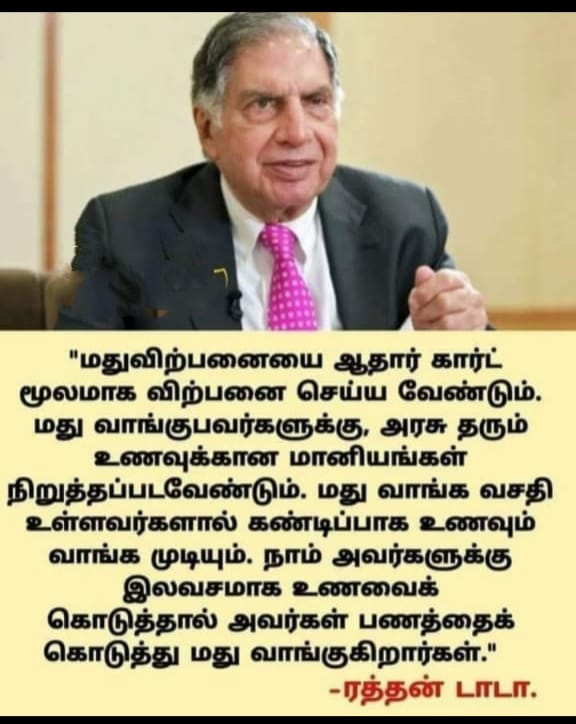 "மதுவிற்பனையை ஆதார் கார்ட்
மூலமாக விற்பனை செய்ய வேண்டும்.
மது வாங்குபவர்களுக்கு, அரசு தரும்
உணவுக்கான மானியங்கள்
நிறுத்தப்படவேண்டும். மது வாங்க வசதி
உள்ளவர்களால் கண்டிப்பாக உணவும்
வாங்க முடியும். நாம் அவர்களுக்கு
இலவசமாக உணவைக்
கொடுத்தால் அவர்கள் பணத்தைக்
கொடுத்து மது வாங்குகிறார்கள்."
-ரத்தன் டாடா.